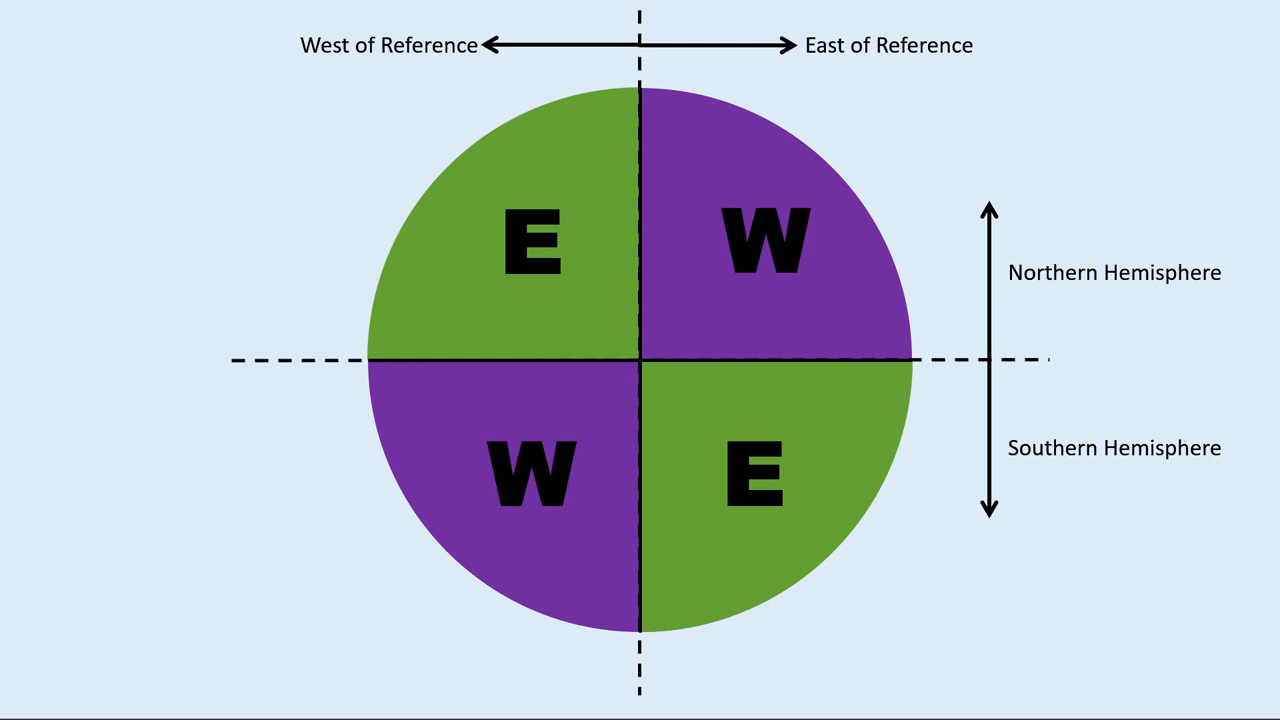 West of Reference
East of Reference
E
W
Northern Hemisphere
W
E
Southern Hemisphere